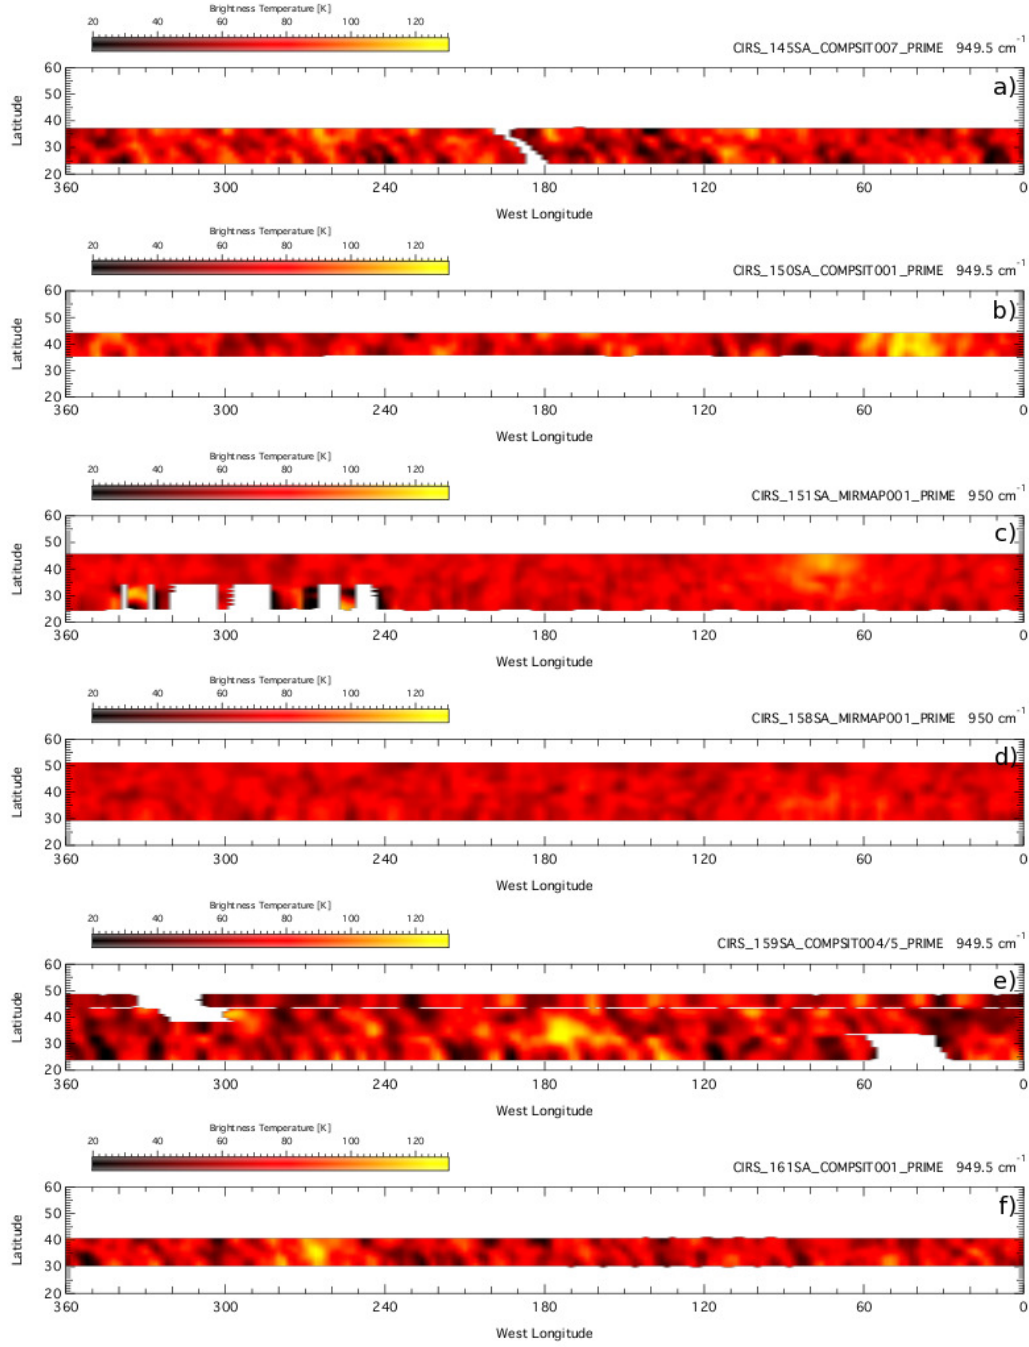 Brightness Temperature [K]
20 40 60 80 100 120
CIRS_145SA_COMPSIT007_PRIME 949.5 cm-1
a)
60
50
40
30
20
Latitude
360 300 240 180 120 60 0
West Longitude
Brightness Temperature [K]
20 40 60 80 100 120
CIRS_150SA_COMPSIT001_PRIME 949.5 cm-1
b)
60
50
40
30
20
Latitude
360 300 240 180 120 60 0
West Longitude
Brightness Temperature [K]
20 40 60 80 100 120
CIRS_151SA_MIRMAP001_PRIME 950 cm-1
c)
60
50
40
30
20
Latitude
360 300 240 180 120 60 0
West Longitude
Brightness Temperature [K]
20 40 60 80 100 120
CIRS_158SA_MIRMAP001_PRIME 950 cm-1
d)
60
50
40
30
20
Latitude
360 300 240 180 120 60 0
West Longitude
Brightness Temperature [K]
20 40 60 80 100 120
CIRS_159SA_COMPSIT004/5_PRIME 949.5 cm-1
e)
60
50
40
30
20
Latitude
360 300 240 180 120 60 0
West Longitude
Brightness Temperature [K]
20 40 60 80 100 120
CIRS_161SA_COMPSIT001_PRIME 949.5 cm-1
f)
60
50
40
30
20
Latitude
360 300 240 180 120 60 0
West Longitude